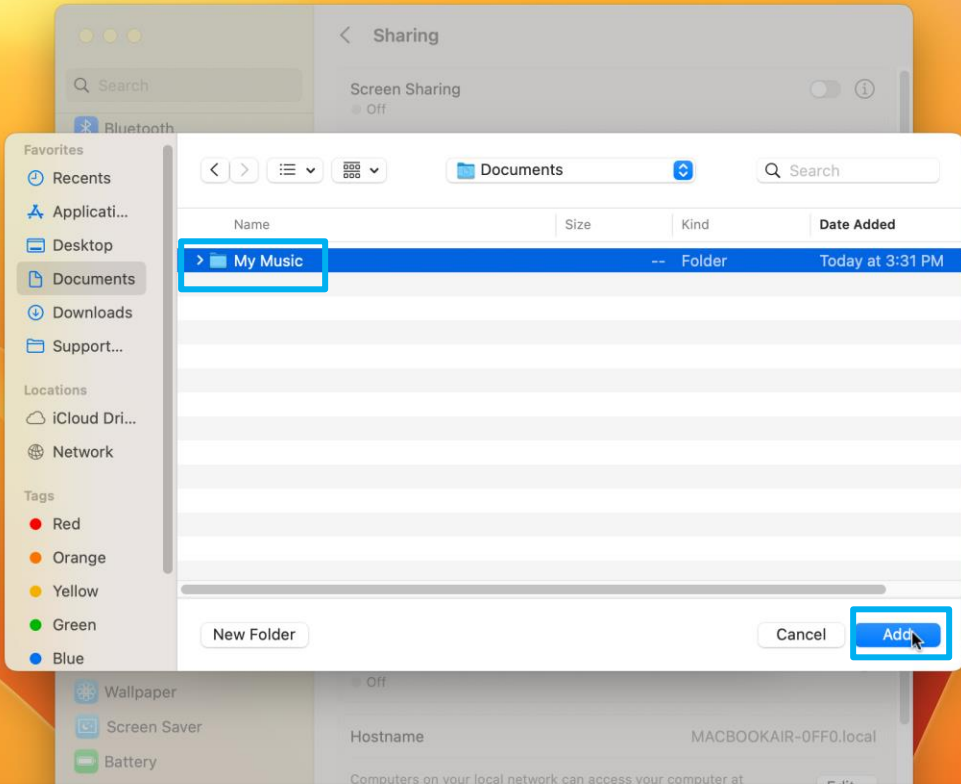 Sharing
Search
Screen Sharing
Off
Bluetooth
Favorites
Recents
Applicati...
Desktop
Documents
Downloads
Support...
Locations
iCloud Dri...
Network
Tags
Red
Orange
Yellow
Green
Blue
Documents
Search
Name Size Kind Date Added
My Music -- Folder Today at 3:31 PM
New Folder Cancel Add
Wallpaper
Screen Saver
Battery
Off
Hostname MACBOOKAIR-0FF0.local
Computers on your local network can access your computer at
Edit...